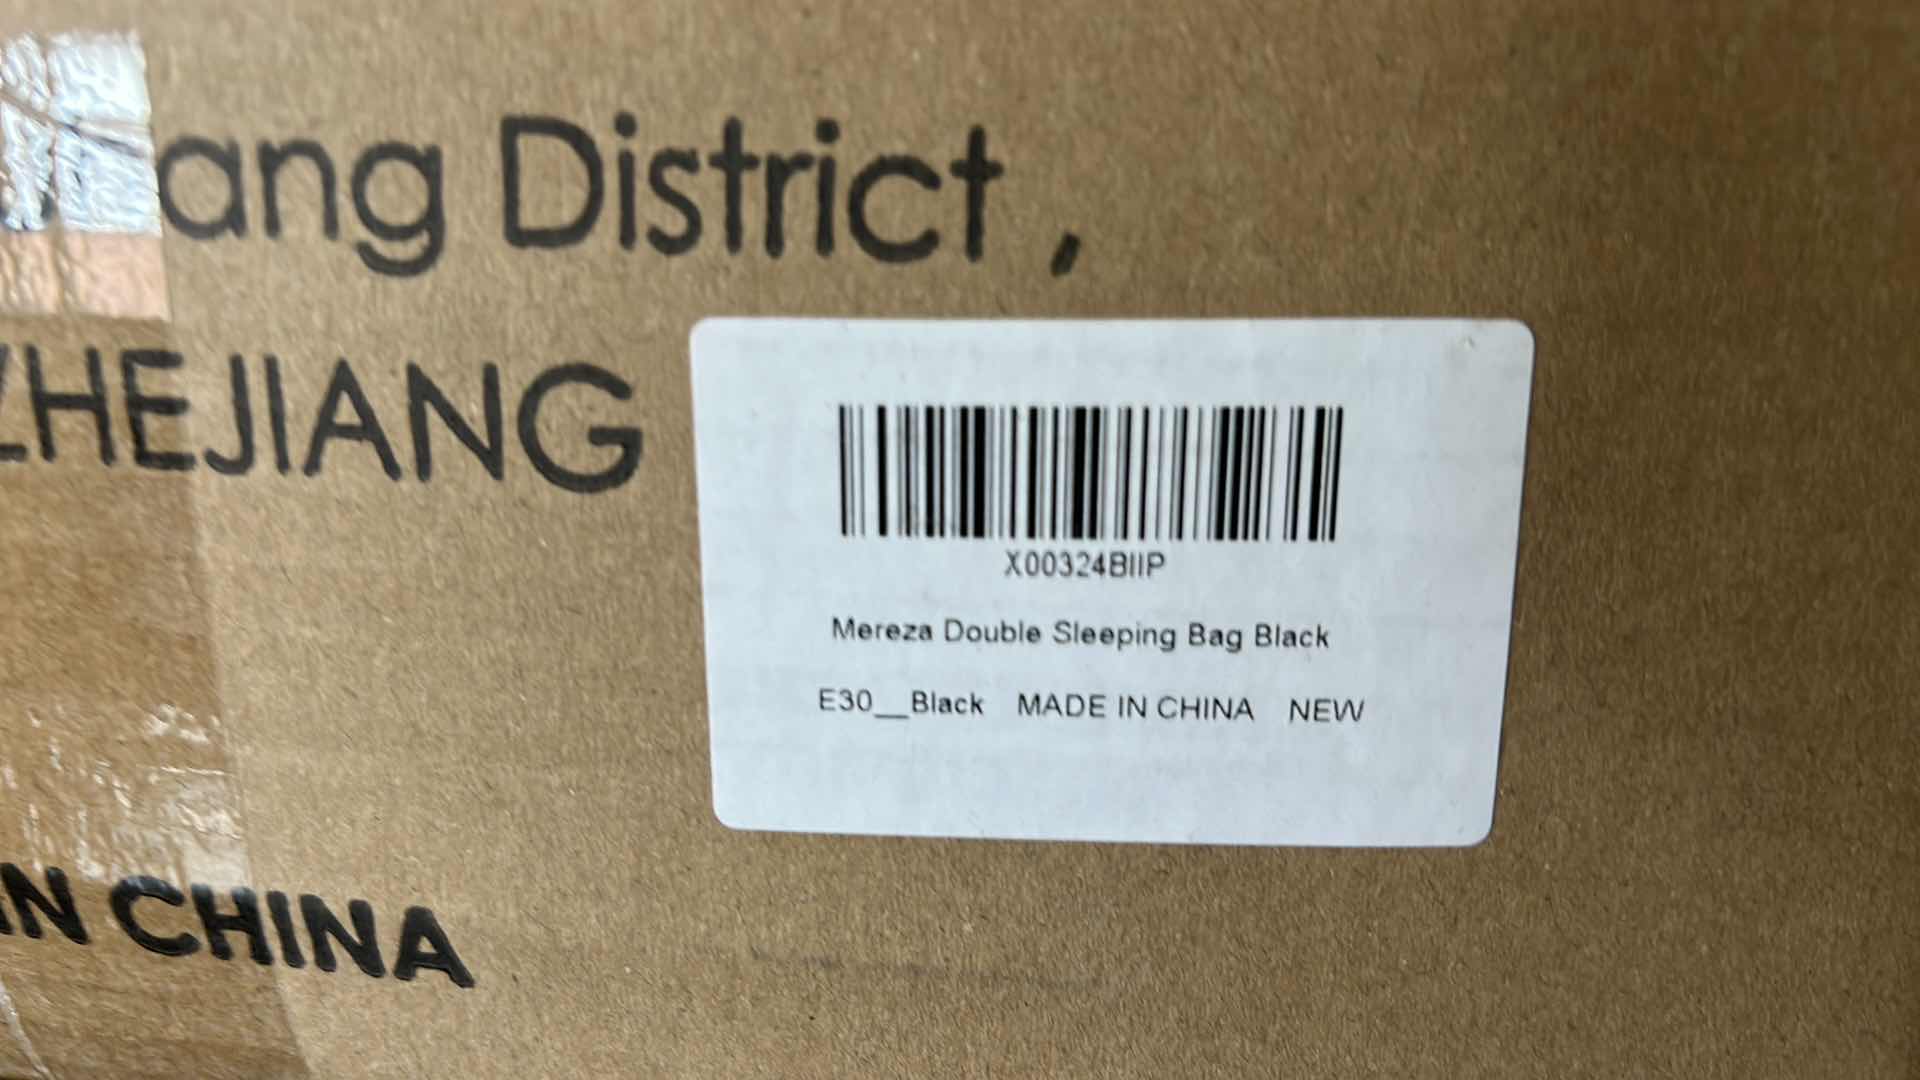 ang District ,
ZHEJIANG
X00324BIIP
Mereza Double Sleeping Bag Black
E30__Black MADE IN CHINA NEW
IN CHINA